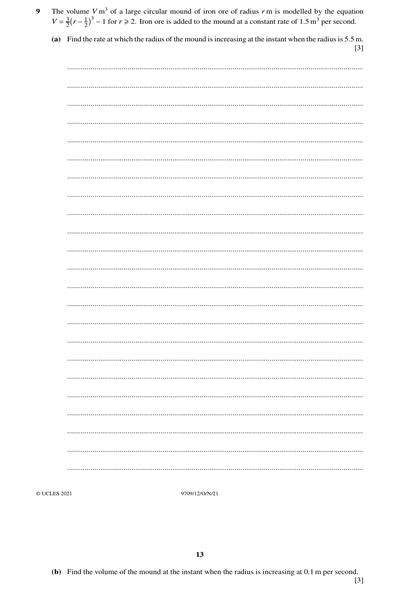 9 The volume V m³ of a large circular mound of iron ore of radius r m is modelled by the equation
V = 3/2(r − 1/2)³ − 1 for r ⩾ 2. Iron ore is added to the mound at a constant rate of 1.5 m³ per second.
(a) Find the rate at which the radius of the mound is increasing at the instant when the radius is 5.5 m.
[3]
© UCLES 2021 9709/12/O/N/21
13
(b) Find the volume of the mound at the instant when the radius is increasing at 0.1 m per second.
[3]